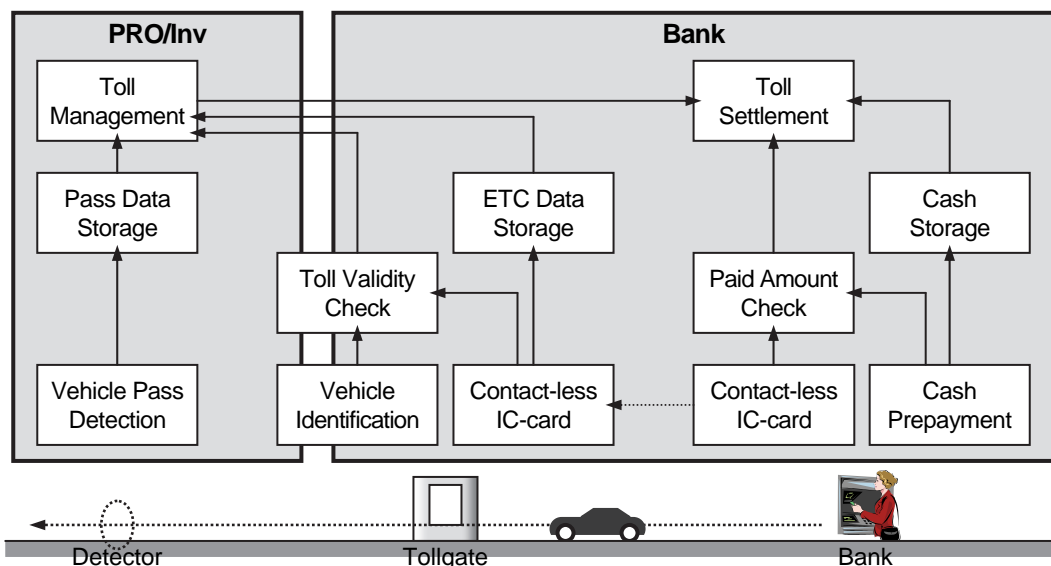 PRO/Inv
Bank
Toll
Management
Toll
Settlement
Pass Data
Storage
ETC Data
Storage
Cash
Storage
Toll Validity
Check
Paid Amount
Check
Vehicle Pass
Detection
Vehicle
Identification
Contact-less
IC-card
Contact-less
IC-card
Cash
Prepayment
Detector
Tollgate
Bank